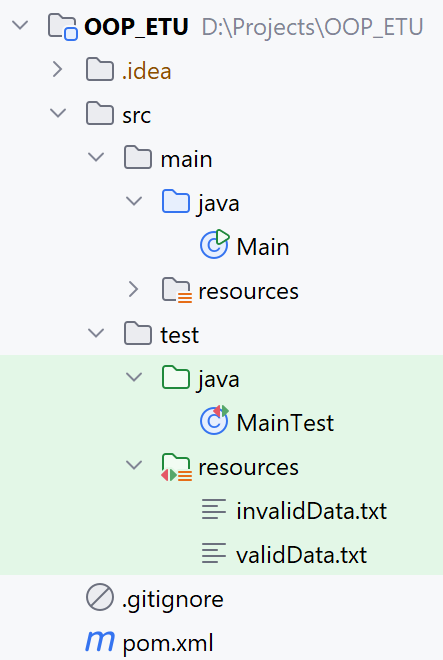 OOP_ETU D:\Projects\OOP_ETU
.idea
src
main
java
Main
resources
test
java
MainTest
resources
invalidData.txt
validData.txt
.gitignore
pom.xml